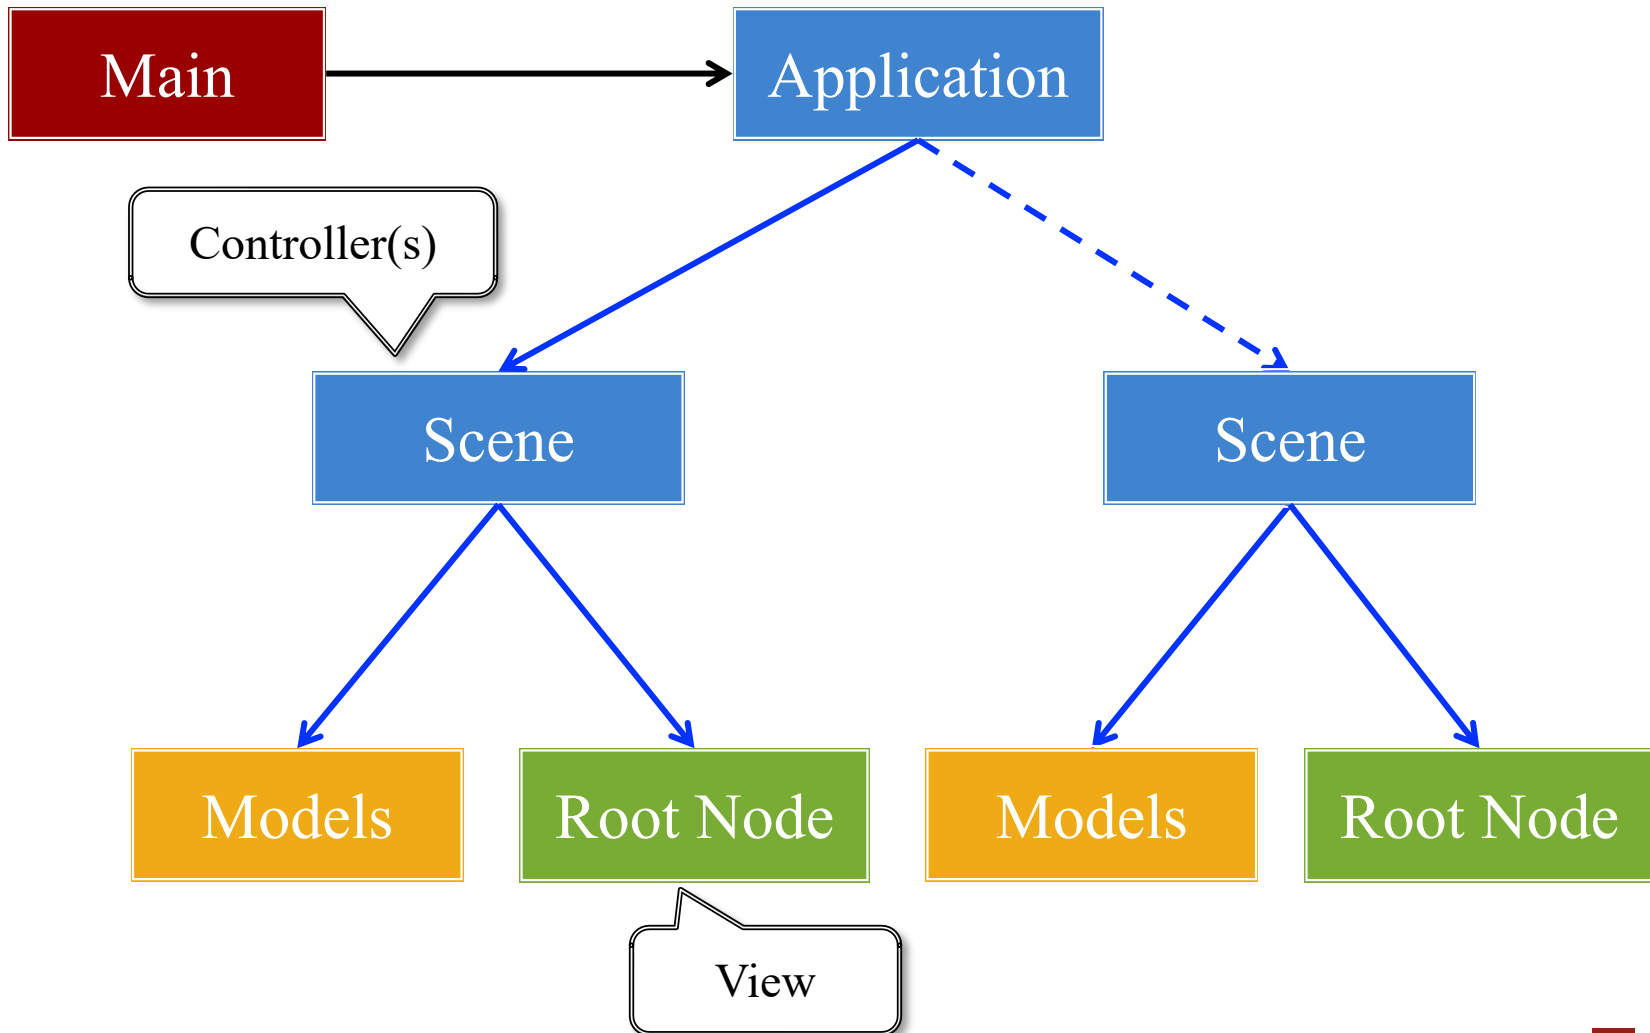 Main
Application
Controller(s)
Scene
Scene
Models
Root Node
Models
Root Node
View